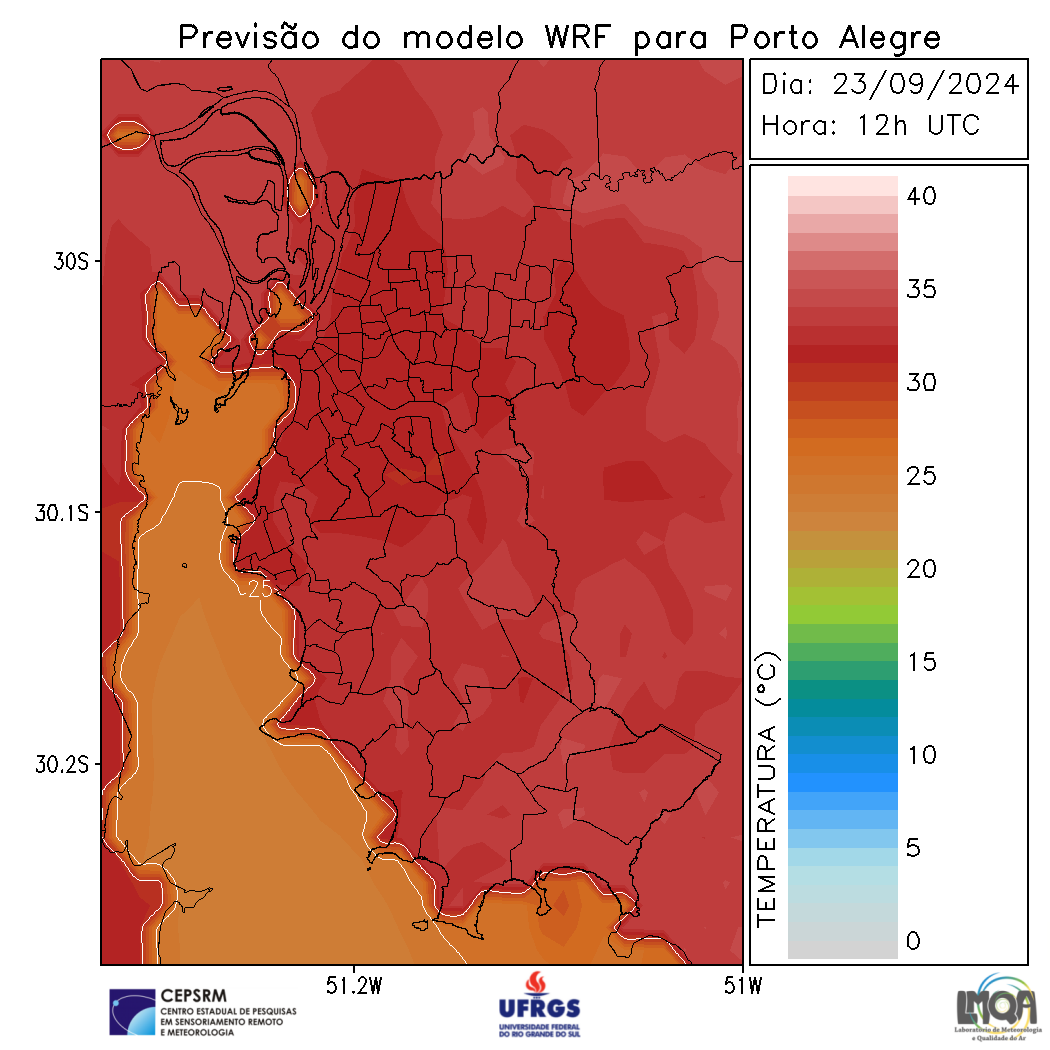 Previsão do modelo WRF para Porto Alegre
Dia: 23/09/2024
Hora: 12h UTC
30S
30.1S
30.2S
51.2W
51W
25
TEMPERATURA (°C)
40
35
30
25
20
15
10
5
0
CEPSRM
CENTRO ESTADUAL DE PESQUISAS
EM SENSORIAMENTO REMOTO
E METEOROLOGIA
UFRGS
UNIVERSIDADE FEDERAL
DO RIO GRANDE DO SUL
LMQA
Laboratório de Meteorologia
e Qualidade do Ar